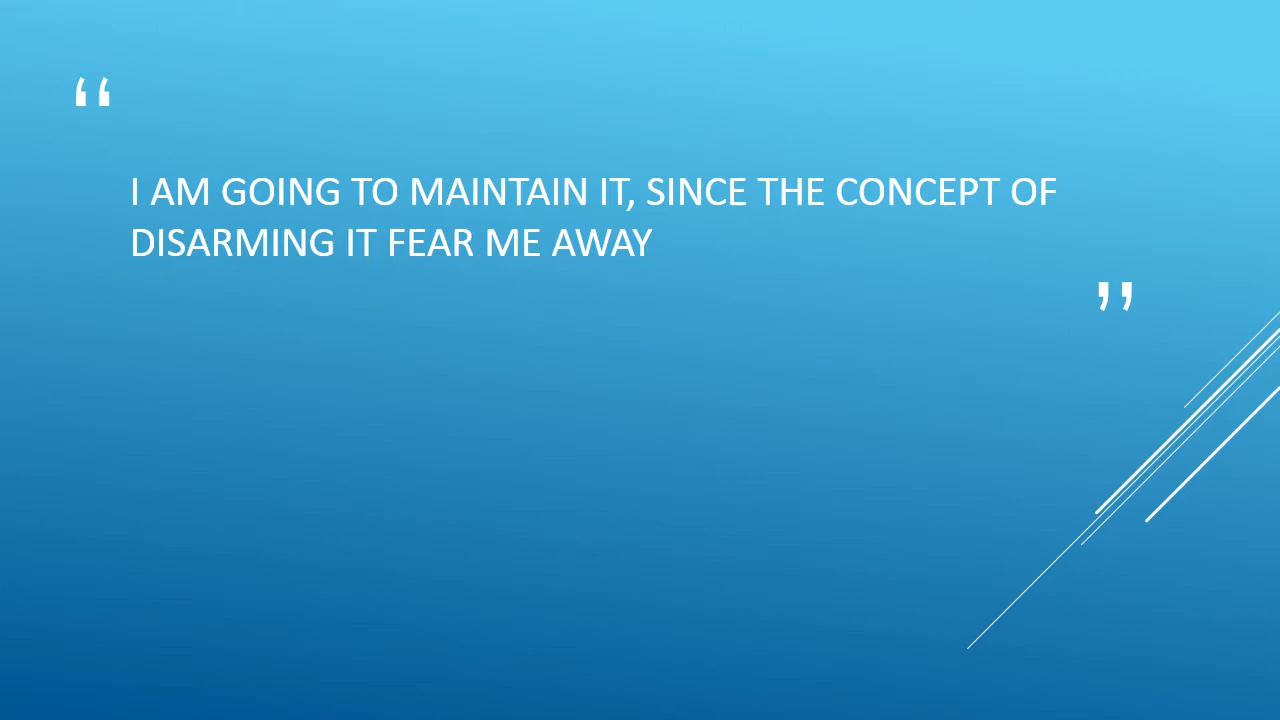 “
I AM GOING TO MAINTAIN IT, SINCE THE CONCEPT OF
DISARMING IT FEAR ME AWAY
”